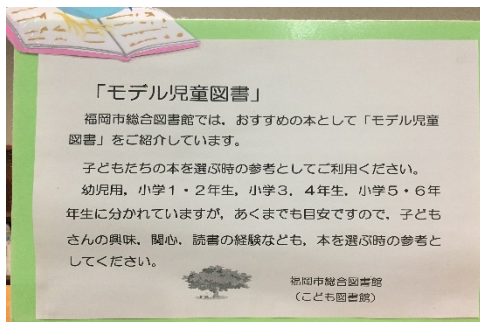 「モデル児童図書」
福岡市総合図書館では，おすすめの本として「モデル児童
図書」をご紹介しています。
子どもたちの本を選ぶ時の参考としてご利用ください。
幼児用，小学1・2年生，小学3，4年生，小学5・6年
年生に分かれていますが，あくまでも目安ですので，子ども
さんの興味，関心，読書の経験なども，本を選ぶ時の参考と
してください。
福岡市総合図書館
（こども図書館）